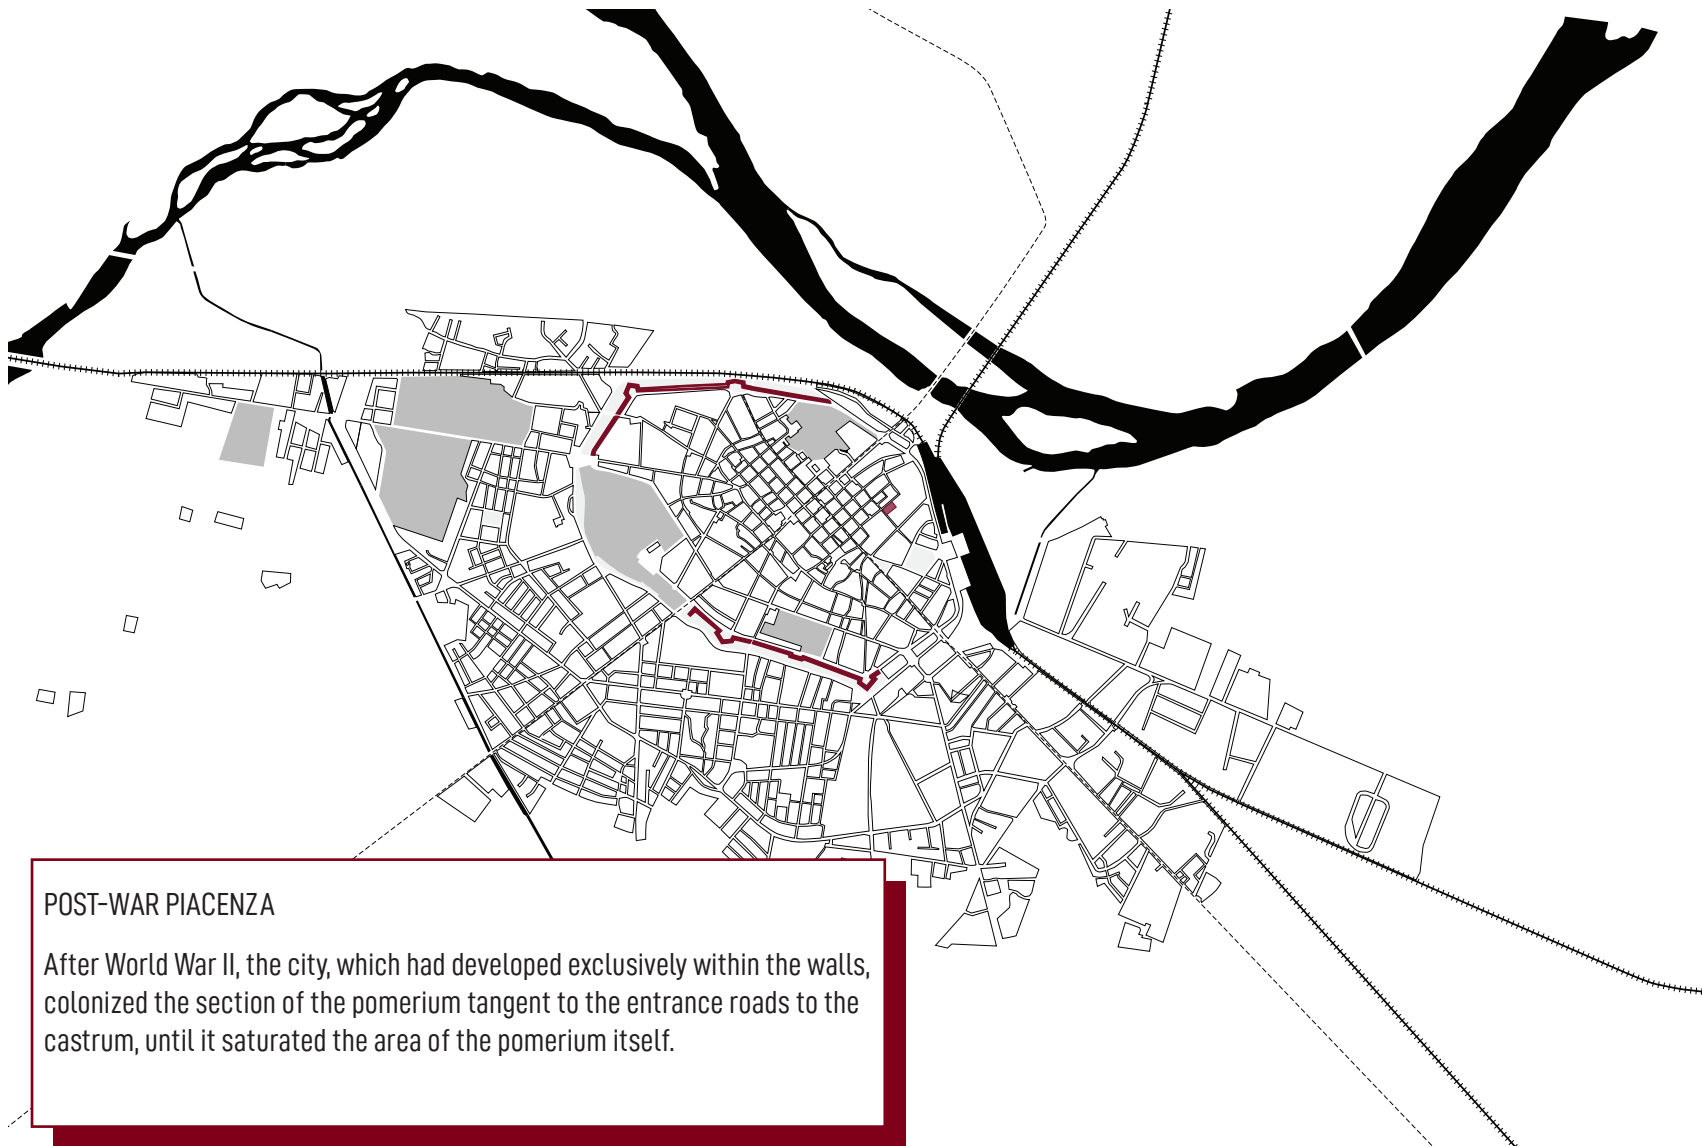 POST-WAR PIACENZA
After World War II, the city, which had developed exclusively within the walls,
colonized the section of the pomerium tangent to the entrance roads to the
castrum, until it saturated the area of the pomerium itself.